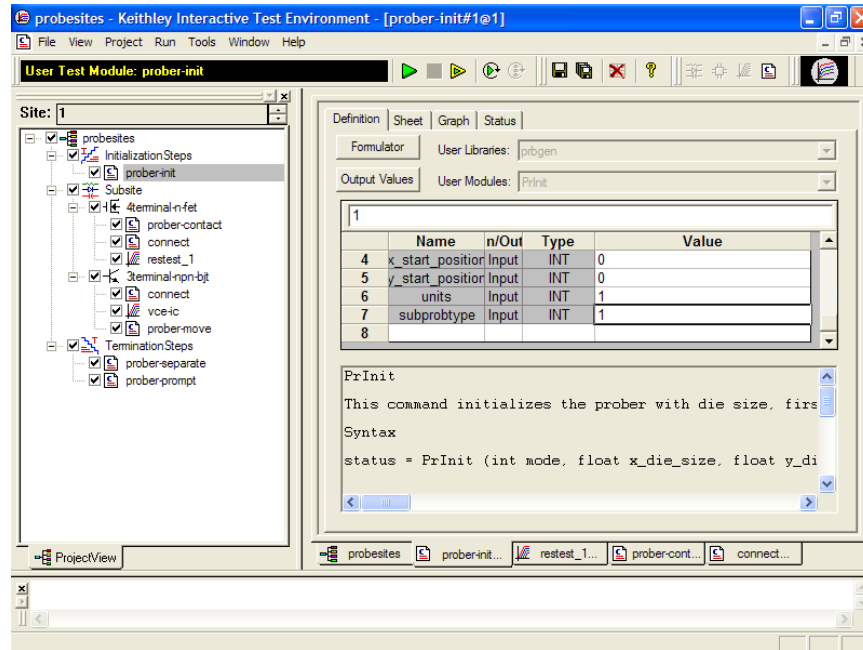 probesites - Keithley Interactive Test Environment - [prober-init#1@1]
File View Project Run Tools Window Help
User Test Module: prober-init
Site: 1
probesites
InitializationSteps
prober-init
Subsite
4terminal-n-fet
prober-contact
connect
restest_1
3terminal-npn-bjt
connect
vce-ic
prober-move
TerminationSteps
prober-separate
prober-prompt
ProjectView
Definition Sheet Graph Status
Formulator User Libraries: prbgen
Output Values User Modules: PrInit
1
Name n/Out Type Value
4 x_start_position Input INT 0
5 y_start_position Input INT 0
6 units Input INT 1
7 subprobtype Input INT 1
8
PrInit
This command initializes the prober with die size, firs
Syntax
status = PrInit (int mode, float x_die_size, float y_di
probesites prober-init... restest_1... prober-cont... connect...